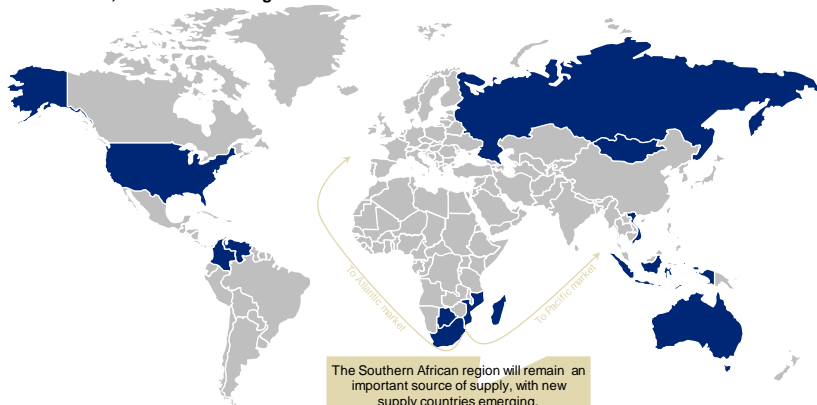 To Atlantic market
To Pacific market
The Southern African region will remain an
important source of supply, with new
supply countries emerging.